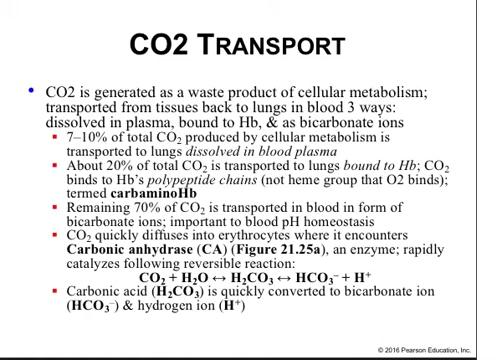 CO2 TRANSPORT
• CO2 is generated as a waste product of cellular metabolism;
transported from tissues back to lungs in blood 3 ways:
dissolved in plasma, bound to Hb, & as bicarbonate ions
▪ 7–10% of total CO₂ produced by cellular metabolism is
transported to lungs dissolved in blood plasma
▪ About 20% of total CO₂ is transported to lungs bound to Hb; CO₂
binds to Hb's polypeptide chains (not heme group that O2 binds);
termed carbaminoHb
▪ Remaining 70% of CO₂ is transported in blood in form of
bicarbonate ions; important to blood pH homeostasis
▪ CO₂ quickly diffuses into erythrocytes where it encounters
Carbonic anhydrase (CA) (Figure 21.25a), an enzyme; rapidly
catalyzes following reversible reaction:
CO₂ + H₂O ↔ H₂CO₃ ↔ HCO₃⁻ + H⁺
▪ Carbonic acid (H₂CO₃) is quickly converted to bicarbonate ion
(HCO₃⁻) & hydrogen ion (H⁺)
© 2016 Pearson Education, Inc.